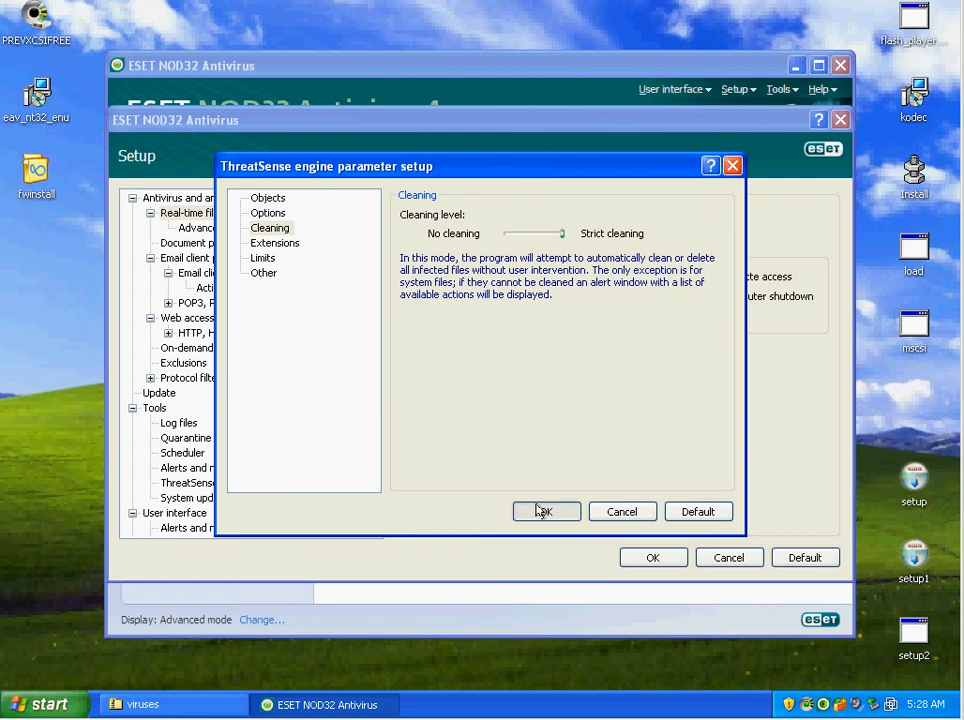 PREVXCSIFREE
eav_nt32_enu
fwinstall
flash_player...
kodec
Install
load
mscsi
setup
setup1
setup2
ESET NOD32 Antivirus
User interface
Setup
Tools
Help
ESET NOD32 Antivirus
Setup
eset
Antivirus and ar
Real-time fil
Advanc
Document p
Email client
Email cli
Acti
POP3, P
Web access
HTTP, H
On-demand
Exclusions
Protocol filte
Update
Tools
Log files
Quarantine
Scheduler
Alerts and n
ThreatSense
System upd
User interface
Alerts and n
ThreatSense engine parameter setup
Objects
Options
Cleaning
Extensions
Limits
Other
Cleaning
Cleaning level:
No cleaning
Strict cleaning
In this mode, the program will attempt to automatically clean or delete
all infected files without user intervention. The only exception is for
system files; if they cannot be cleaned an alert window with a list of
available actions will be displayed.
OK
Cancel
Default
te access
uter shutdown
OK
Cancel
Default
Display: Advanced mode Change...
eset
start
viruses
ESET NOD32 Antivirus
5:28 AM